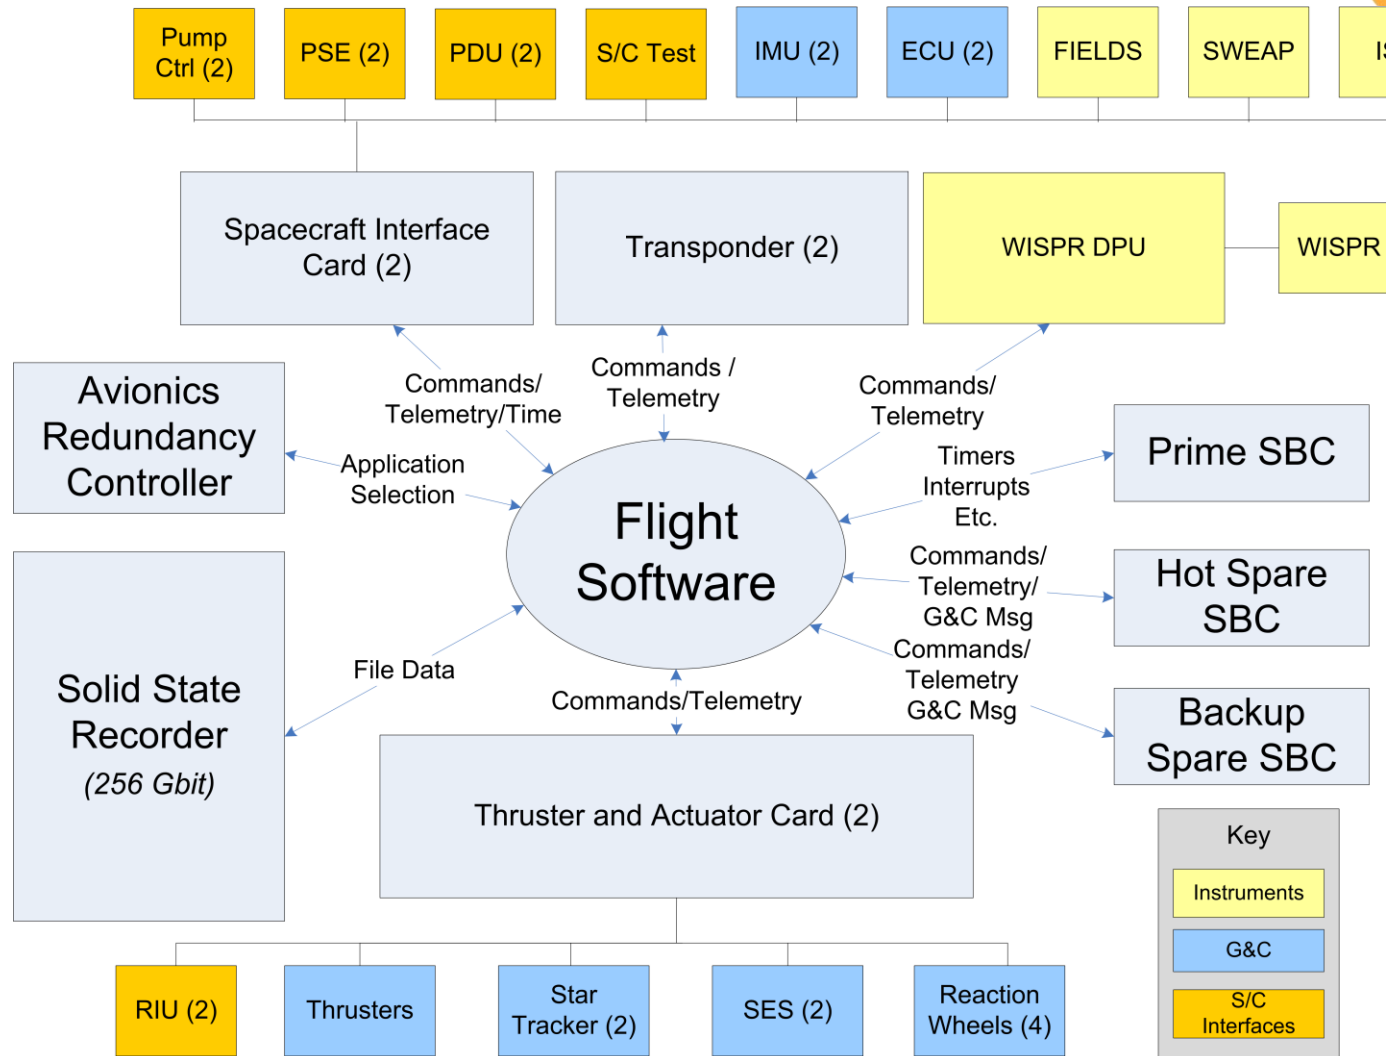 Pump
Ctrl (2)
PSE (2)
PDU (2)
S/C Test
IMU (2)
ECU (2)
FIELDS
SWEAP
Spacecraft Interface
Card (2)
Transponder (2)
WISPR DPU
WISPR
Commands/
Telemetry/Time
Commands /
Telemetry
Commands/
Telemetry
Avionics
Redundancy
Controller
Application
Selection
Timers
Interrupts
Etc.
Prime SBC
Flight
Software
Commands/
Telemetry/
G&C Msg
Hot Spare
SBC
Commands/
Telemetry
G&C Msg
Backup
Spare SBC
Solid State
Recorder
(256 Gbit)
File Data
Commands/Telemetry
Thruster and Actuator Card (2)
Key
Instruments
G&C
S/C
Interfaces
RIU (2)
Thrusters
Star
Tracker (2)
SES (2)
Reaction
Wheels (4)